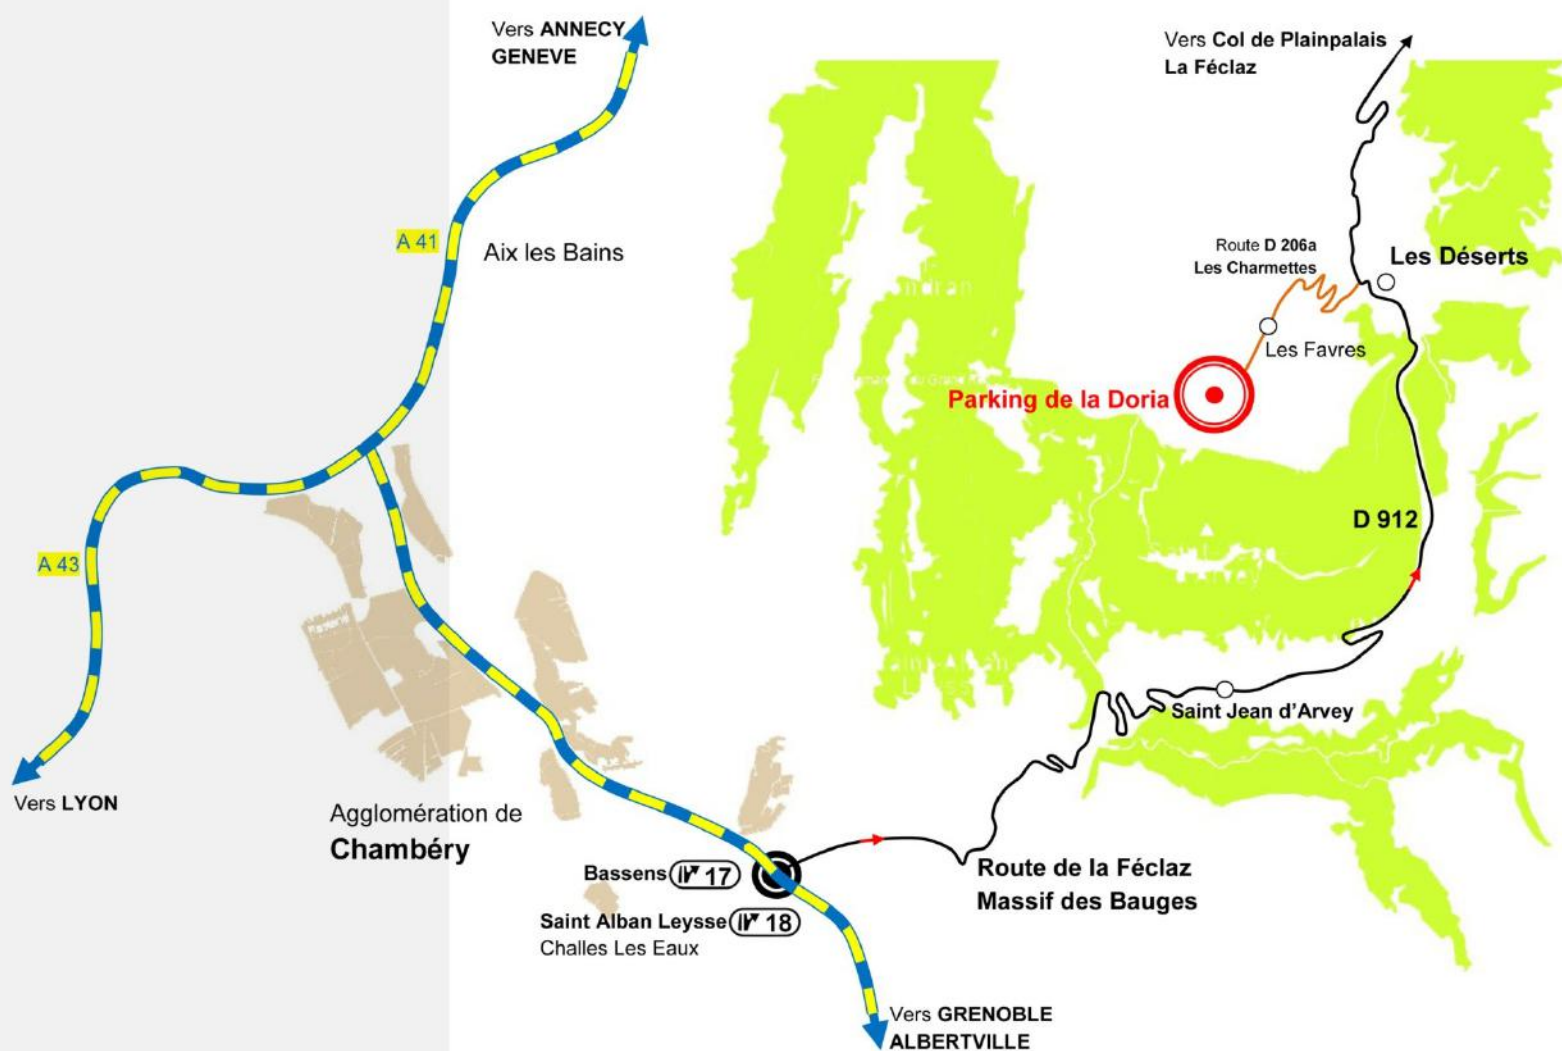 Vers ANNECY
GENEVE
Vers Col de Plainpalais
La Féclaz
A 41
Aix les Bains
Route D 206a
Les Charmettes
Les Déserts
Les Favres
Parking de la Doria
D 912
A 43
Saint Jean d'Arvey
Vers LYON
Agglomération de
Chambéry
Bassens 17
Saint Alban Leysse 18
Challes Les Eaux
Route de la Féclaz
Massif des Bauges
Vers GRENOBLE
ALBERTVILLE